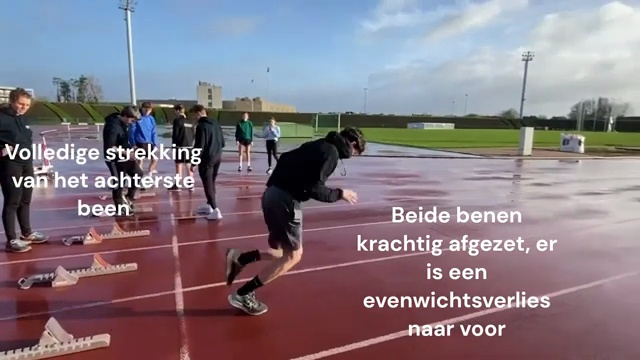 Volledige strekking
van het achterste
been
Beide benen
krachtig afgezet, er
is een
evenwichtsverlies
naar voor